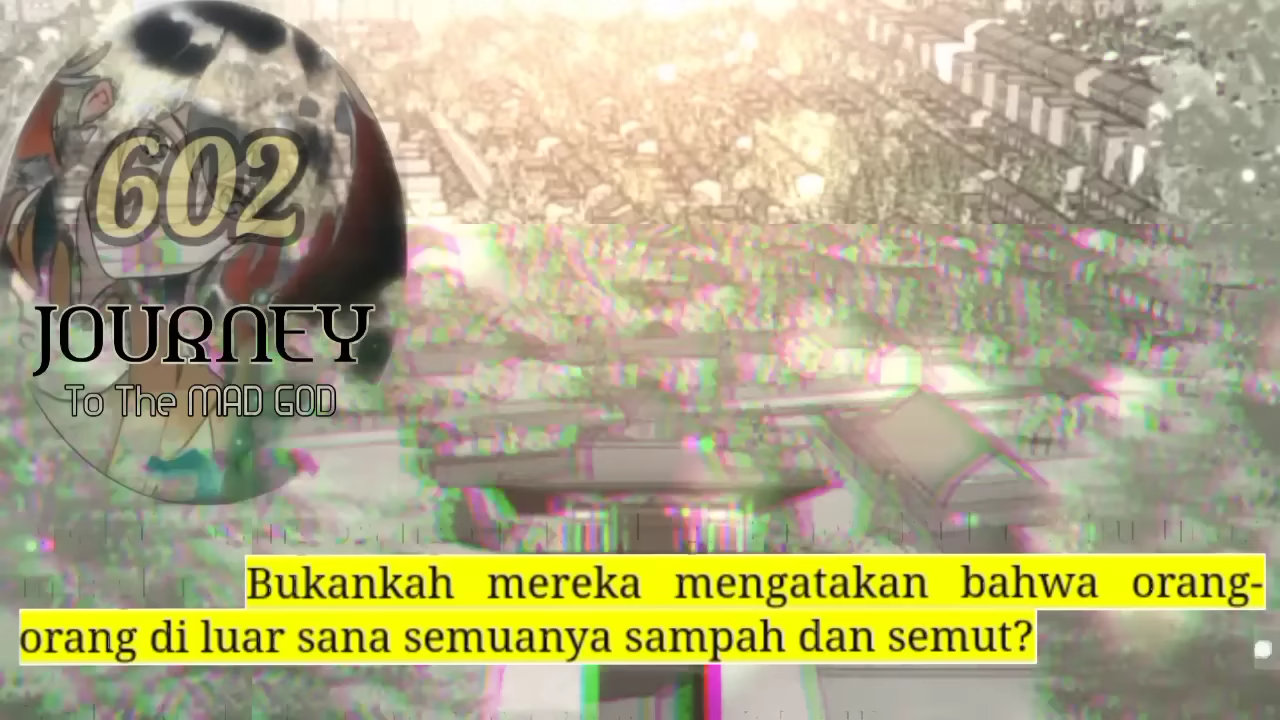 602
JOURNEY
To The MAD GOD
Bukankah mereka mengatakan bahwa orang-
orang di luar sana semuanya sampah dan semut?